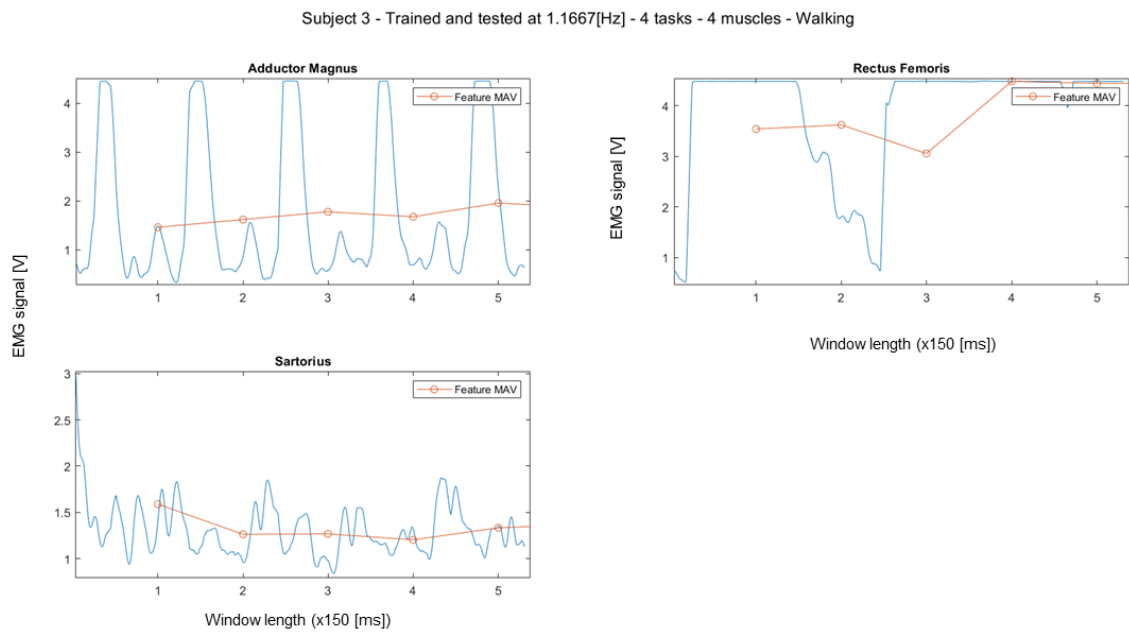 Subject 3 - Trained and tested at 1.1667[Hz] - 4 tasks - 4 muscles - Walking
Adductor Magnus
Feature MAV
4
3
2
1
1 2 3 4 5
EMG signal [V]
Rectus Femoris
Feature MAV
EMG signal [V]
4
3
2
1
1 2 3 4 5
Window length (x150 [ms])
Sartorius
Feature MAV
3
2.5
2
1.5
1
1 2 3 4 5
Window length (x150 [ms])